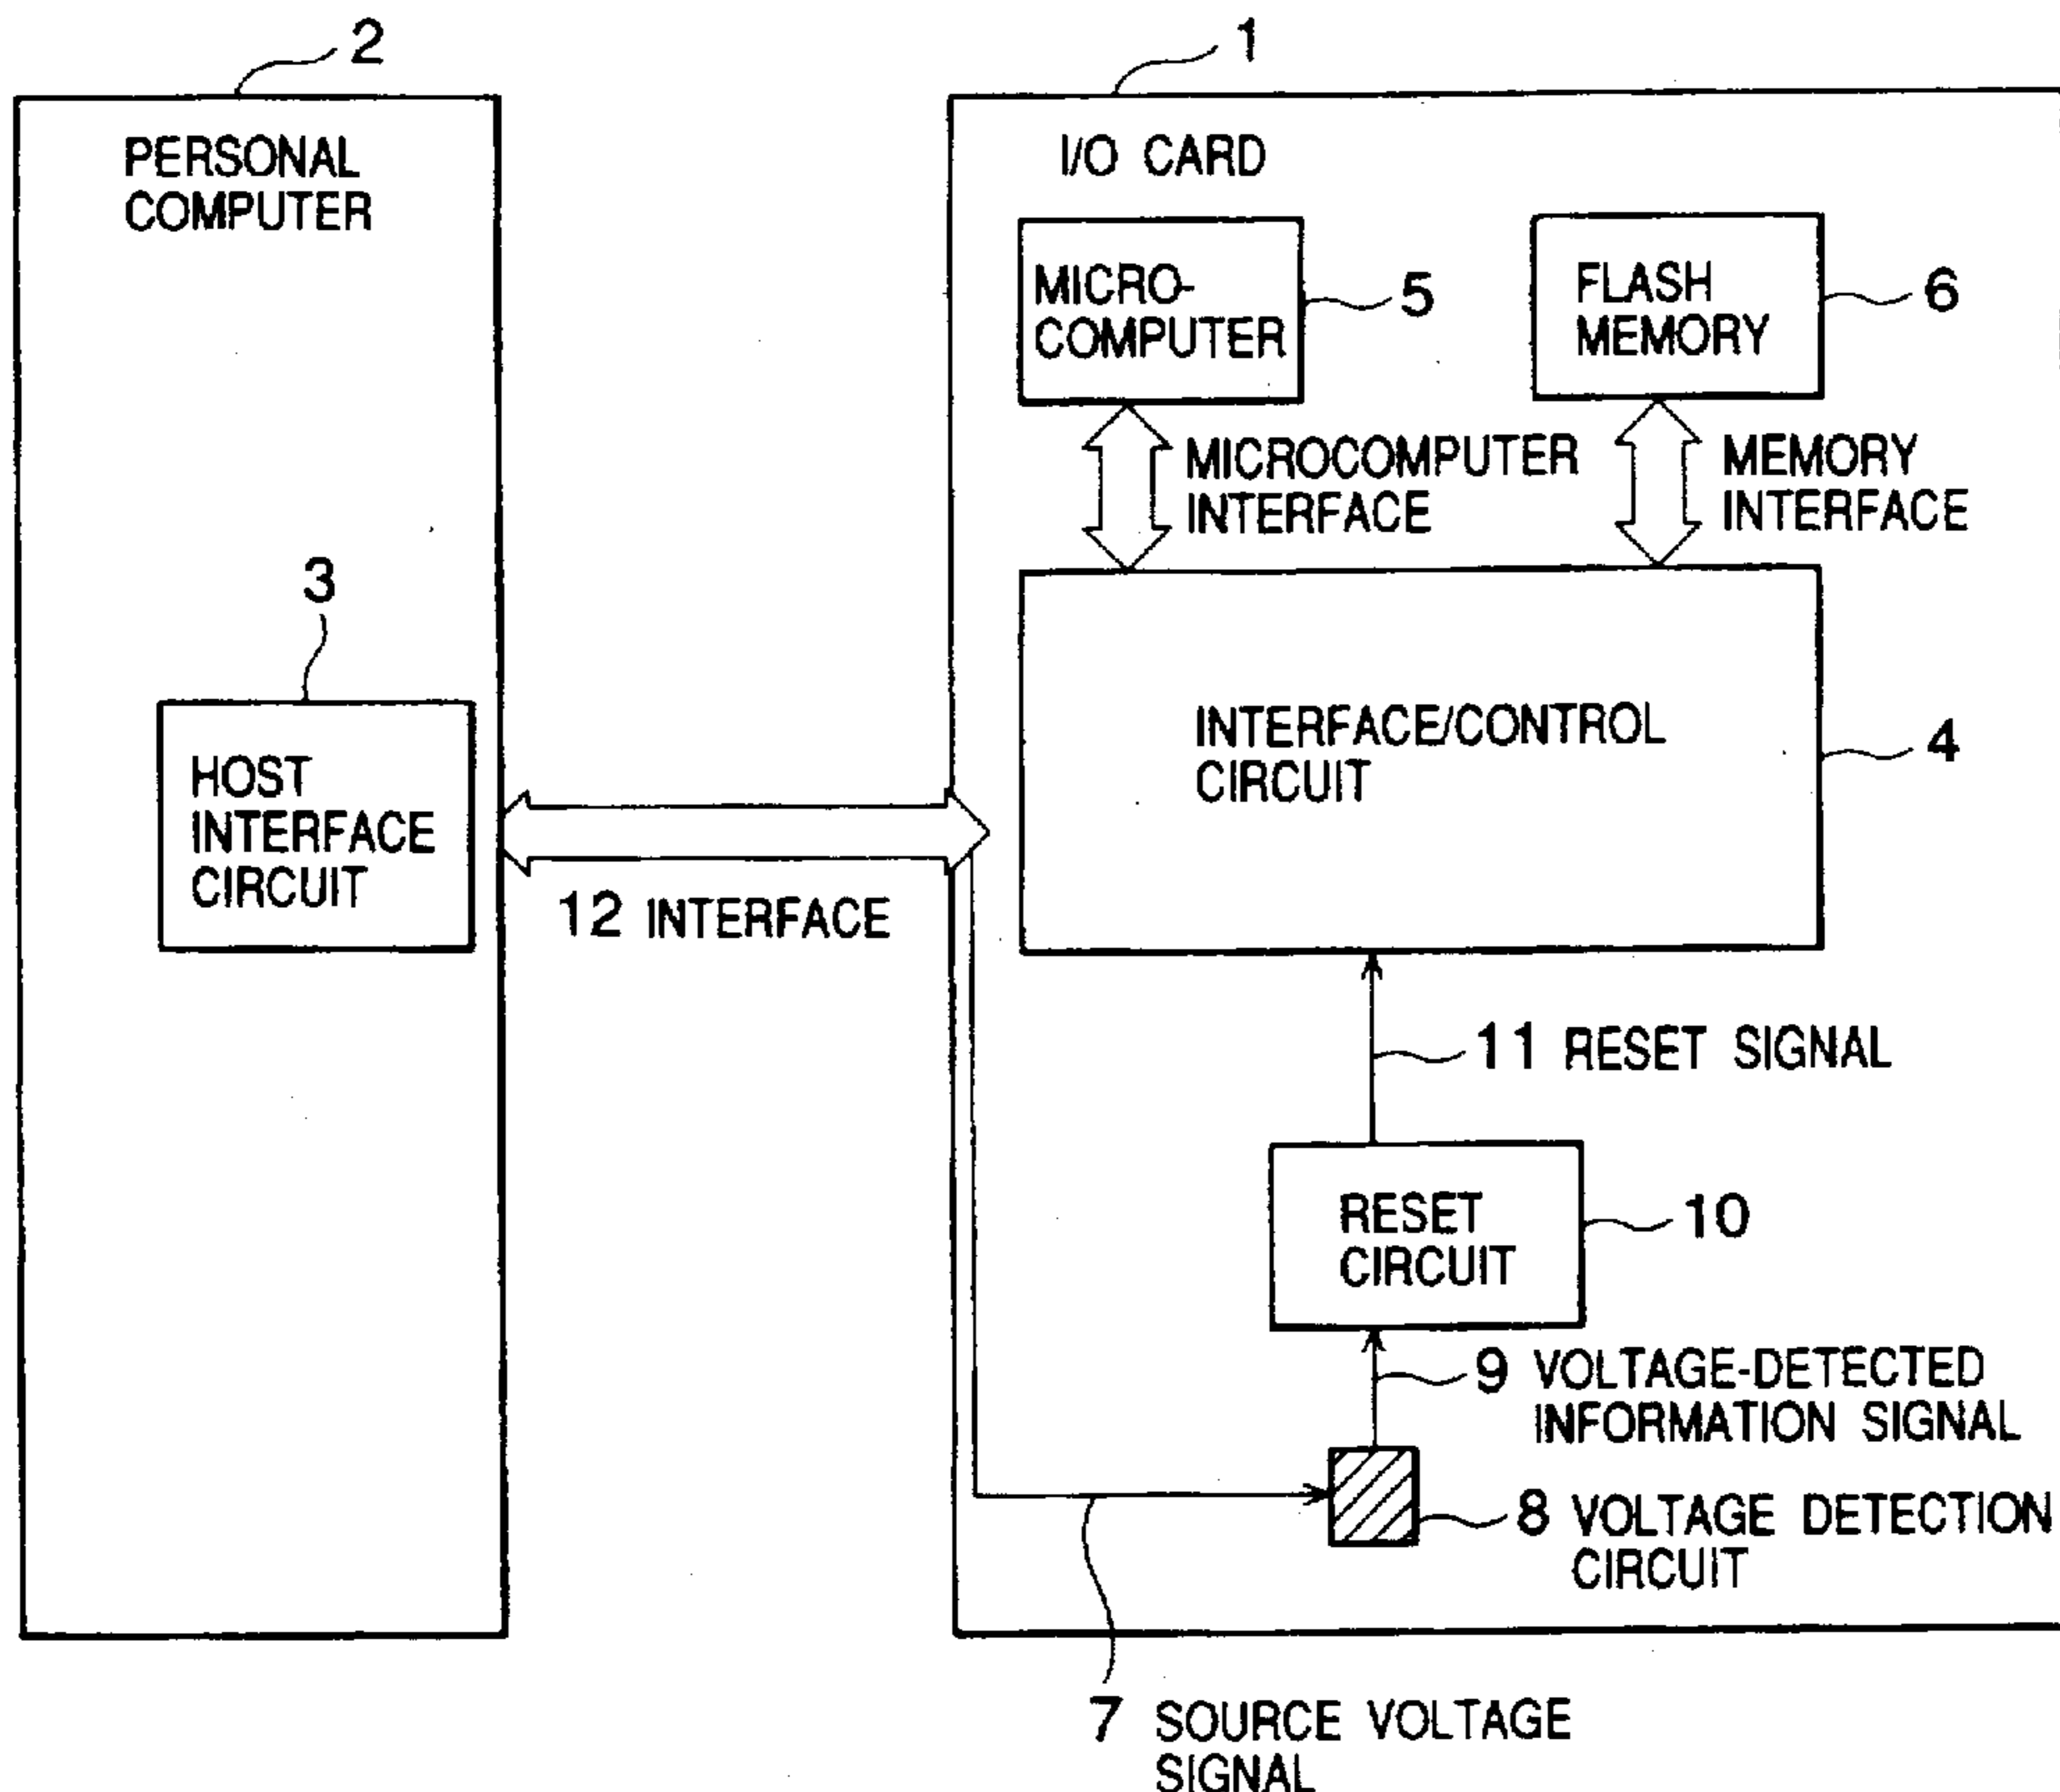 2
1
PERSONAL
COMPUTER
I/O CARD
MICRO-
COMPUTER
5
FLASH
MEMORY
6
MICROCOMPUTER
INTERFACE
MEMORY
INTERFACE
3
HOST
INTERFACE
CIRCUIT
INTERFACE/CONTROL
CIRCUIT
4
12 INTERFACE
11 RESET SIGNAL
RESET
CIRCUIT
10
9 VOLTAGE-DETECTED
INFORMATION SIGNAL
8 VOLTAGE DETECTION
CIRCUIT
7 SOURCE VOLTAGE
SIGNAL